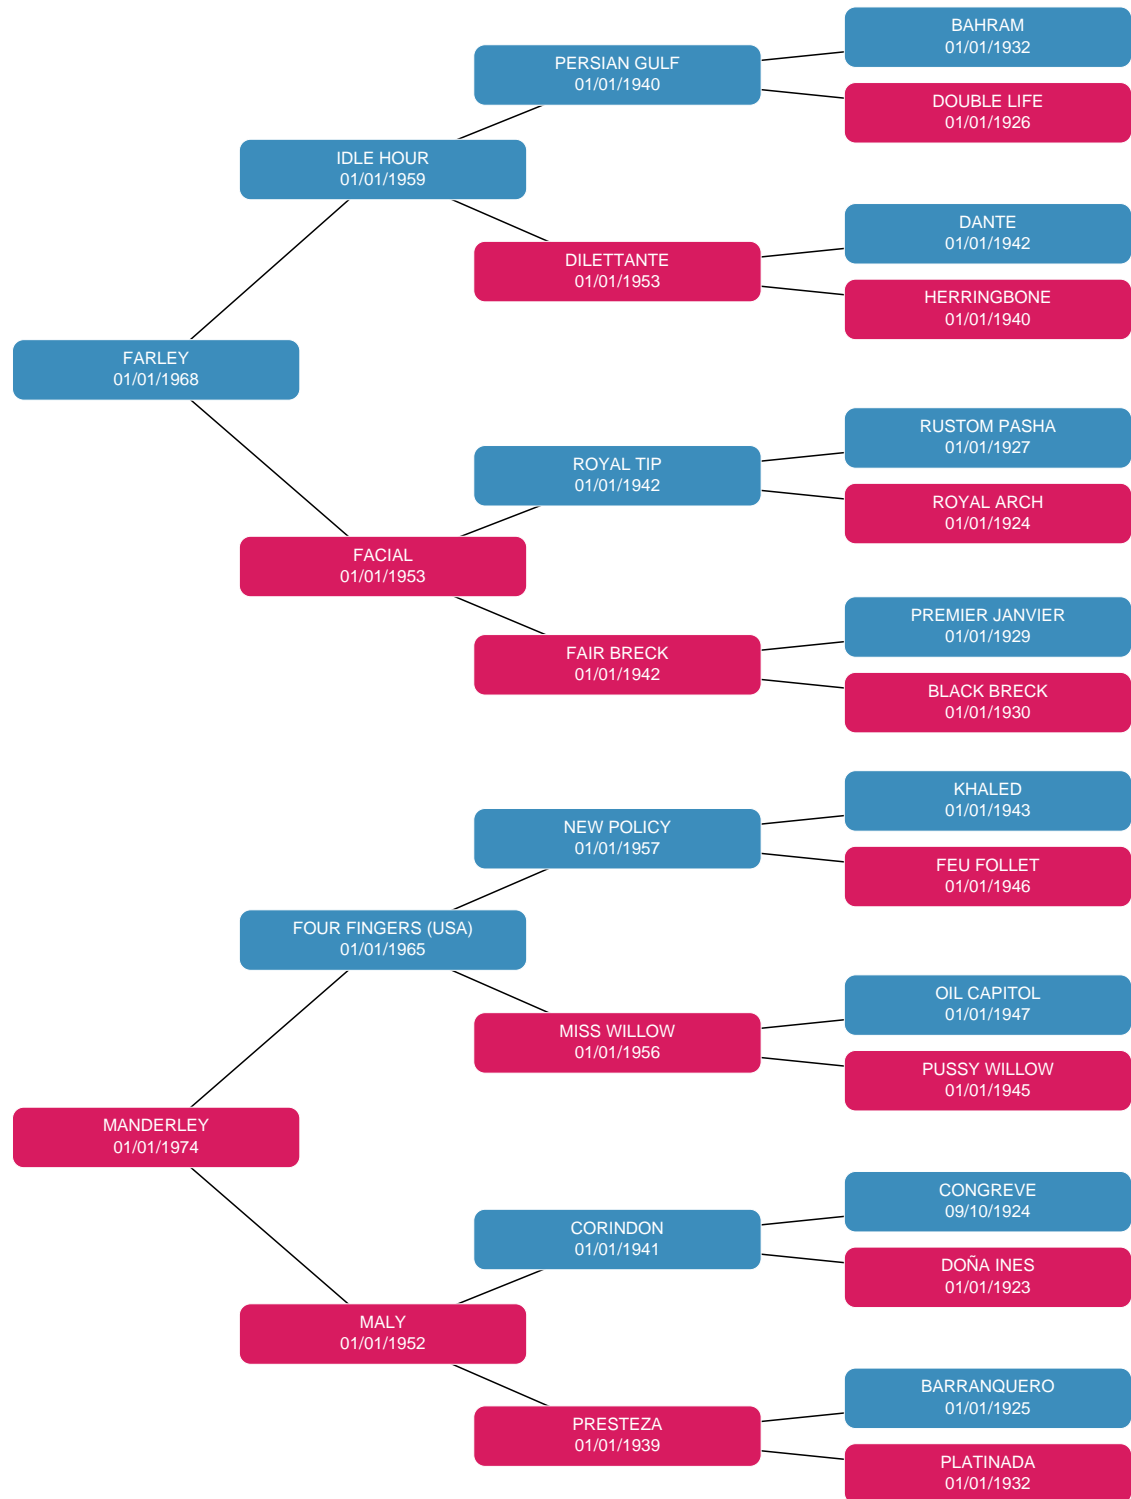 BAHRAM
01/01/1932
PERSIAN GULF
01/01/1940
DOUBLE LIFE
01/01/1926
IDLE HOUR
01/01/1959
DANTE
01/01/1942
DILETTANTE
01/01/1953
HERRINGBONE
01/01/1940
FARLEY
01/01/1968
RUSTOM PASHA
01/01/1927
ROYAL TIP
01/01/1942
ROYAL ARCH
01/01/1924
FACIAL
01/01/1953
PREMIER JANVIER
01/01/1929
FAIR BRECK
01/01/1942
BLACK BRECK
01/01/1930
KHALED
01/01/1943
NEW POLICY
01/01/1957
FEU FOLLET
01/01/1946
FOUR FINGERS (USA)
01/01/1965
OIL CAPITOL
01/01/1947
MISS WILLOW
01/01/1956
PUSSY WILLOW
01/01/1945
MANDERLEY
01/01/1974
CONGREVE
09/10/1924
CORINDON
01/01/1941
DOÑA INES
01/01/1923
MALY
01/01/1952
BARRANQUERO
01/01/1925
PRESTEZA
01/01/1939
PLATINADA
01/01/1932